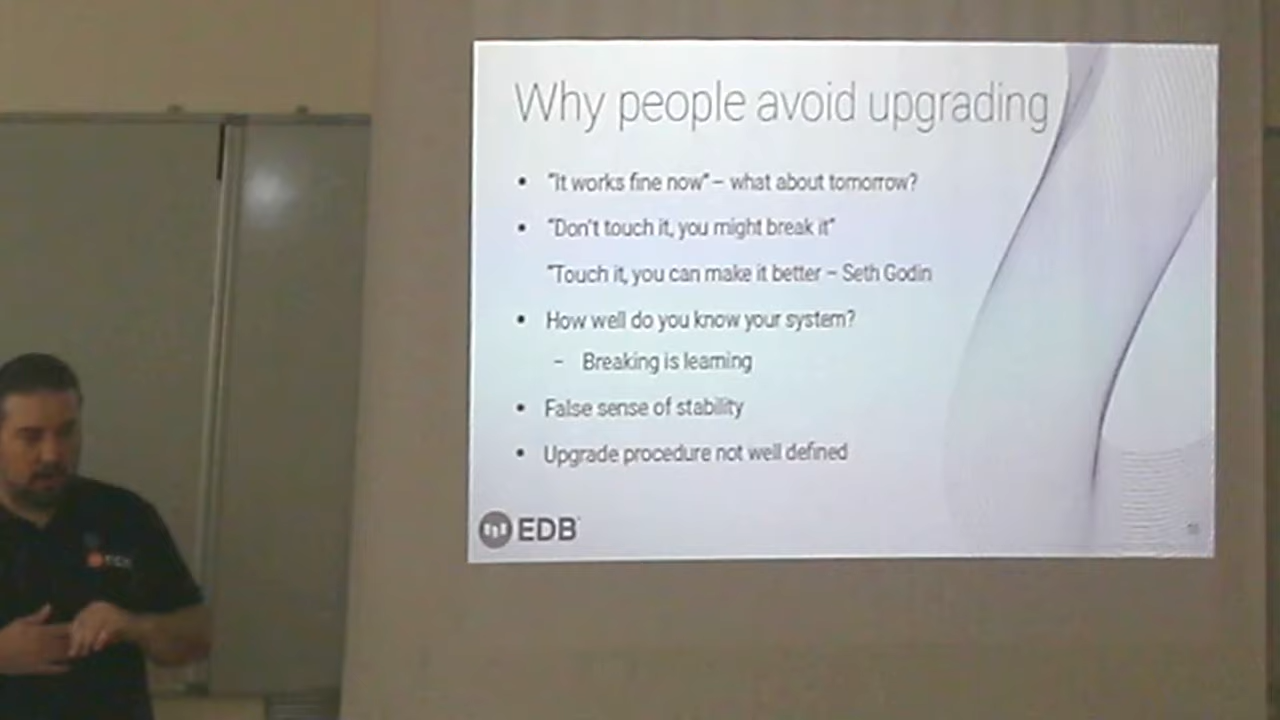 Why people avoid upgrading
• "It works fine now" – what about tomorrow?
• "Don't touch it, you might break it"
"Touch it, you can make it better – Seth Godin
• How well do you know your system?
– Breaking is learning
• False sense of stability
• Upgrade procedure not well defined
EDB